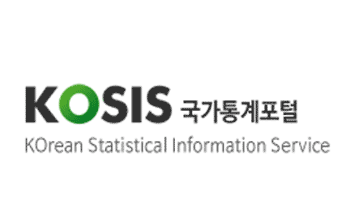 KOSIS 국가통계포털
KOrean Statistical Information Service